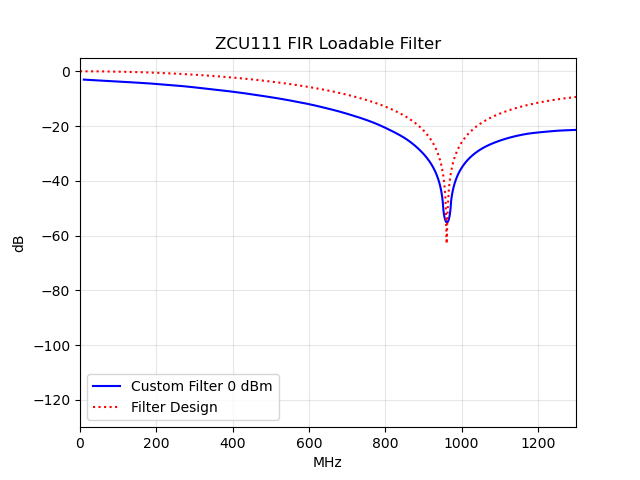 ZCU111 FIR Loadable Filter
dB
0
−20
−40
−60
−80
−100
−120
Custom Filter 0 dBm
Filter Design
0 200 400 600 800 1000 1200
MHz